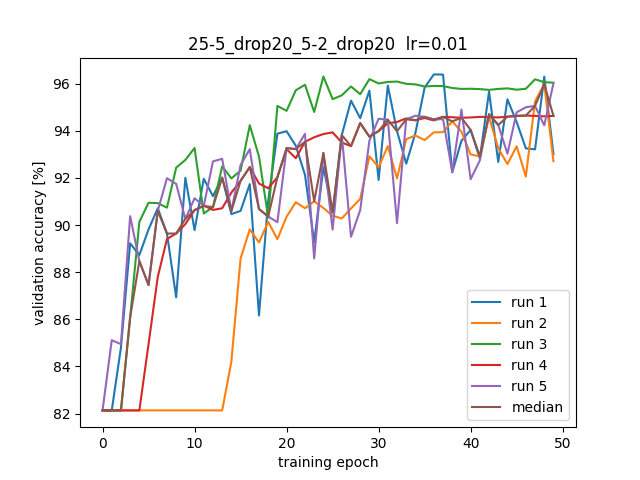 25-5_drop20_5-2_drop20  lr=0.01
validation accuracy [%]
96
94
92
90
88
86
84
82
0 10 20 30 40 50
training epoch
run 1
run 2
run 3
run 4
run 5
median